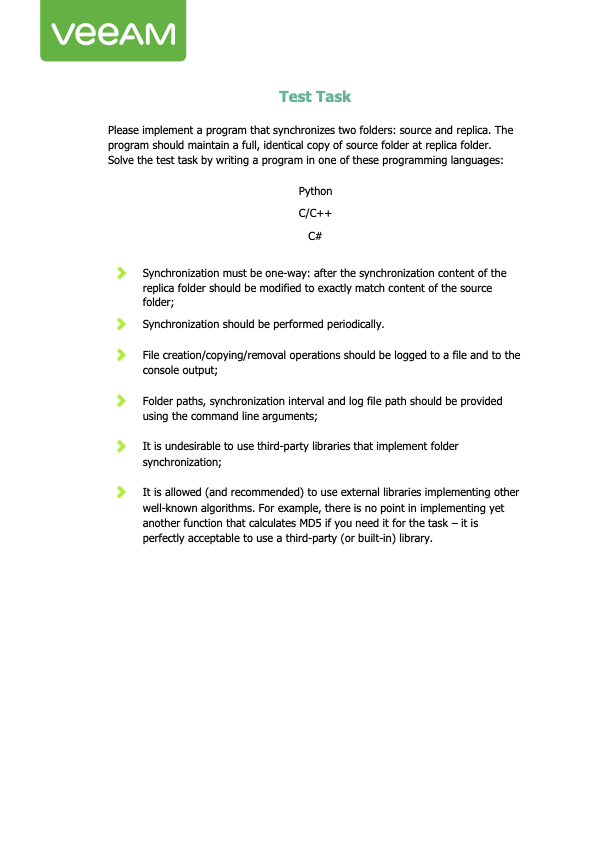 VEEAM
Test Task
Please implement a program that synchronizes two folders: source and replica. The
program should maintain a full, identical copy of source folder at replica folder.
Solve the test task by writing a program in one of these programming languages:
Python
C/C++
C#
Synchronization must be one-way: after the synchronization content of the
replica folder should be modified to exactly match content of the source
folder;
Synchronization should be performed periodically.
File creation/copying/removal operations should be logged to a file and to the
console output;
Folder paths, synchronization interval and log file path should be provided
using the command line arguments;
It is undesirable to use third-party libraries that implement folder
synchronization;
It is allowed (and recommended) to use external libraries implementing other
well-known algorithms. For example, there is no point in implementing yet
another function that calculates MD5 if you need it for the task – it is
perfectly acceptable to use a third-party (or built-in) library.